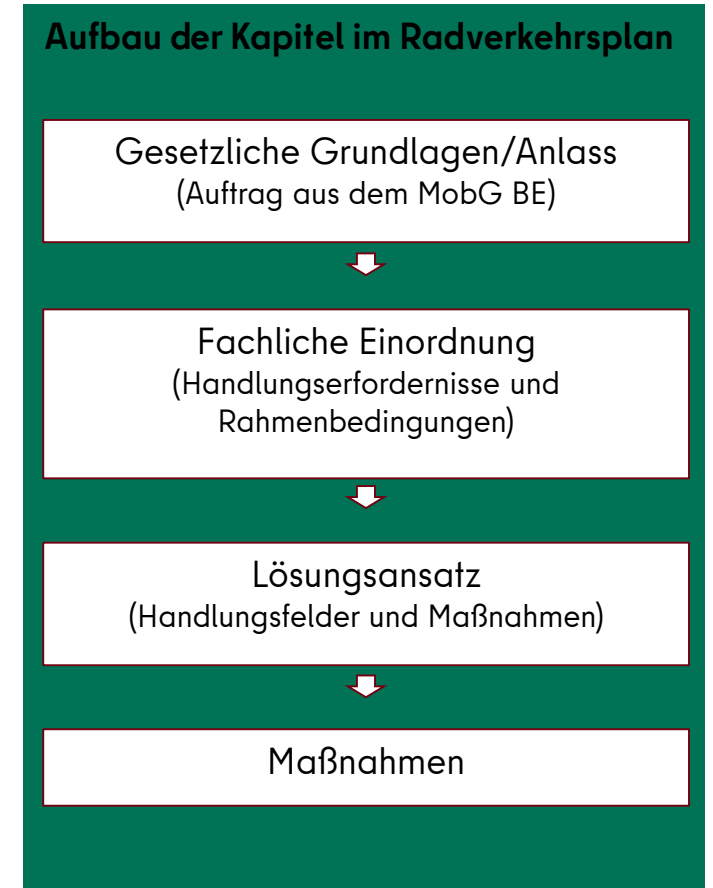 Aufbau der Kapitel im Radverkehrsplan
Gesetzliche Grundlagen/Anlass
(Auftrag aus dem MobG BE)
Fachliche Einordnung
(Handlungserfordernisse und
Rahmenbedingungen)
Lösungsansatz
(Handlungsfelder und Maßnahmen)
Maßnahmen